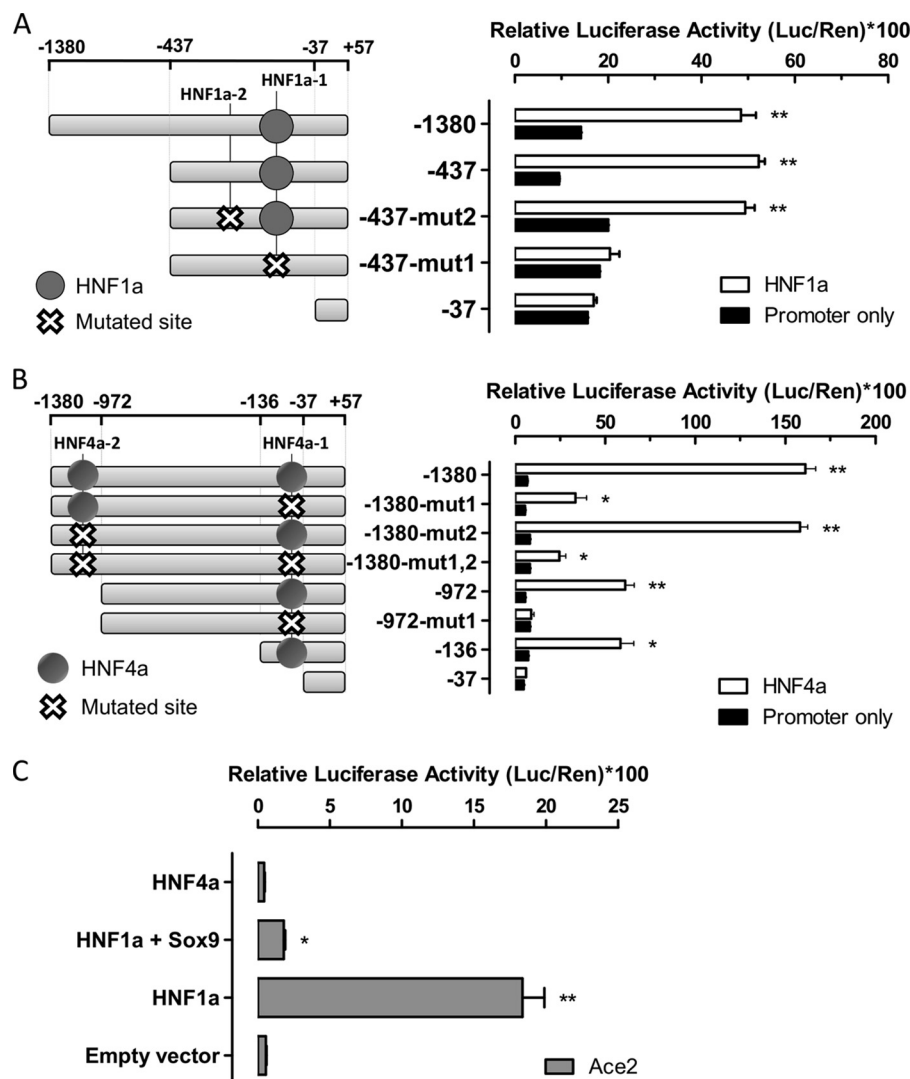 A
-1380 -437 -37 +57
HNF1a-1
HNF1a-2
HNF1a
Mutated site
Relative Luciferase Activity (Luc/Ren)*100
0 20 40 60 80
-1380 **
-437 **
-437-mut2 **
-437-mut1
-37
HNF1a
Promoter only
B
-1380 -972 -136 -37 +57
HNF4a-2 HNF4a-1
HNF4a
Mutated site
Relative Luciferase Activity (Luc/Ren)*100
0 50 100 150 200
-1380 **
-1380-mut1 *
-1380-mut2 **
-1380-mut1,2 *
-972 **
-972-mut1
-136 *
-37
HNF4a
Promoter only
C
Relative Luciferase Activity (Luc/Ren)*100
0 5 10 15 20 25
HNF4a
HNF1a + Sox9 *
HNF1a **
Empty vector
Ace2